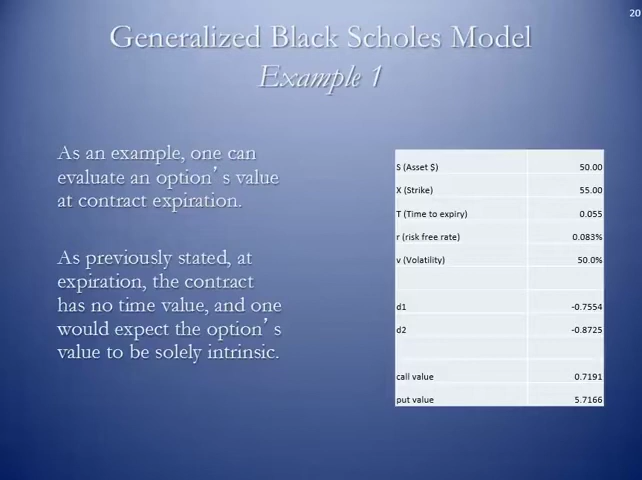 20
Generalized Black Scholes Model
Example 1
As an example, one can
evaluate an option's value
at contract expiration.
As previously stated, at
expiration, the contract
has no time value, and one
would expect the option's
value to be solely intrinsic.
S (Asset $) 50.00
X (Strike) 55.00
T (Time to expiry) 0.055
r (risk free rate) 0.083%
v (Volatility) 50.0%
d1 -0.7554
d2 -0.8725
call value 0.7191
put value 5.7166